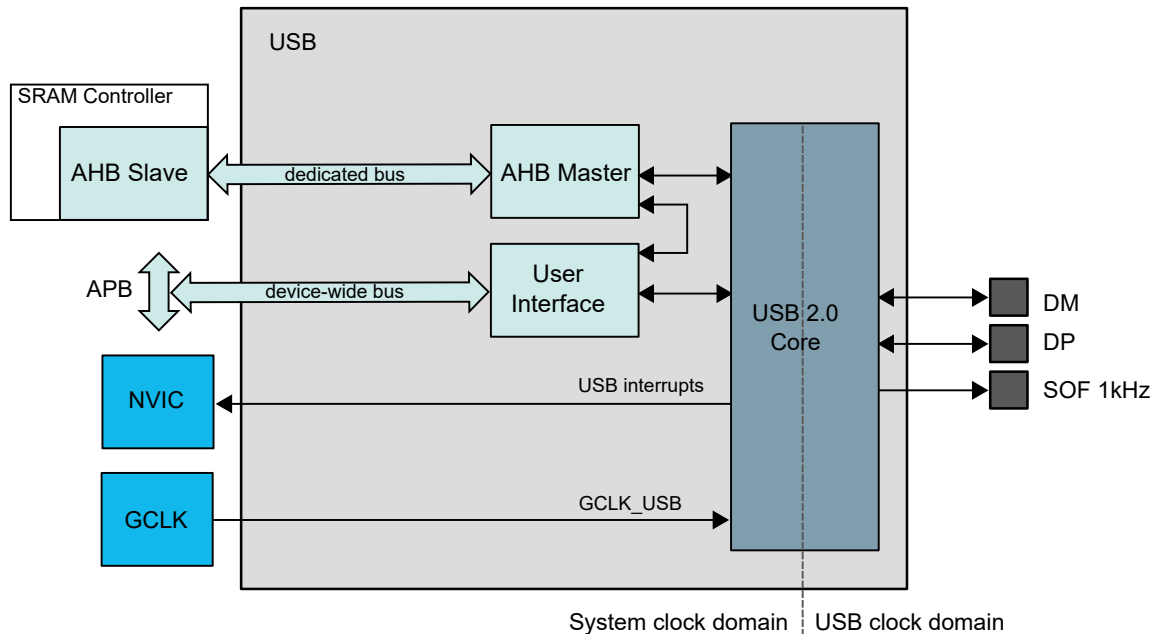 USB
SRAM Controller
AHB Slave
dedicated bus
AHB Master
APB
device-wide bus
User
Interface
USB 2.0
Core
DM
DP
SOF 1kHz
NVIC
USB interrupts
GCLK
GCLK_USB
System clock domain
USB clock domain